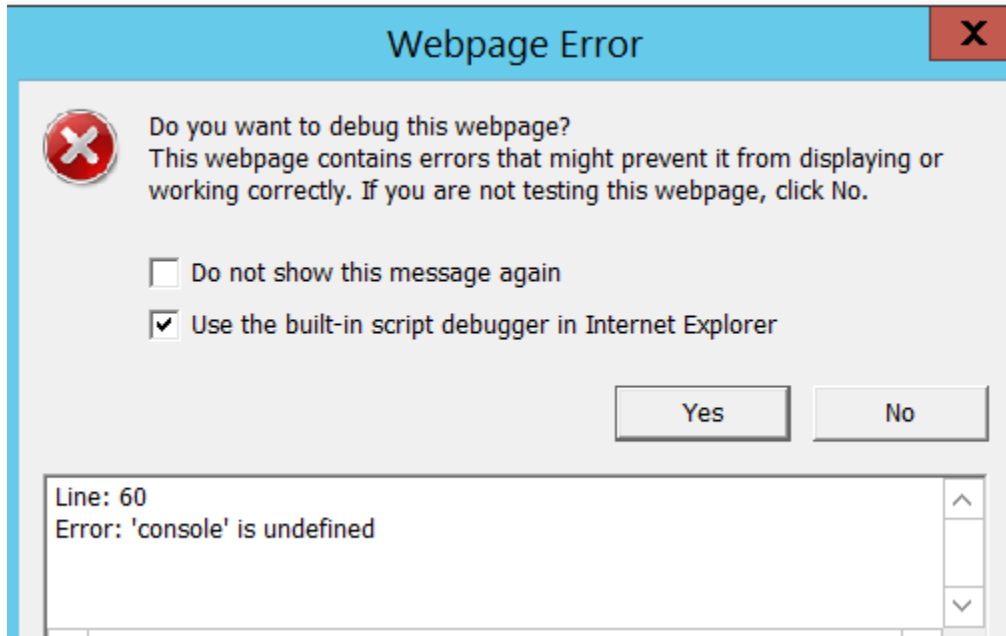 Webpage Error
X
Do you want to debug this webpage?
This webpage contains errors that might prevent it from displaying or
working correctly. If you are not testing this webpage, click No.
Do not show this message again
Use the built-in script debugger in Internet Explorer
Yes No
Line: 60
Error: 'console' is undefined